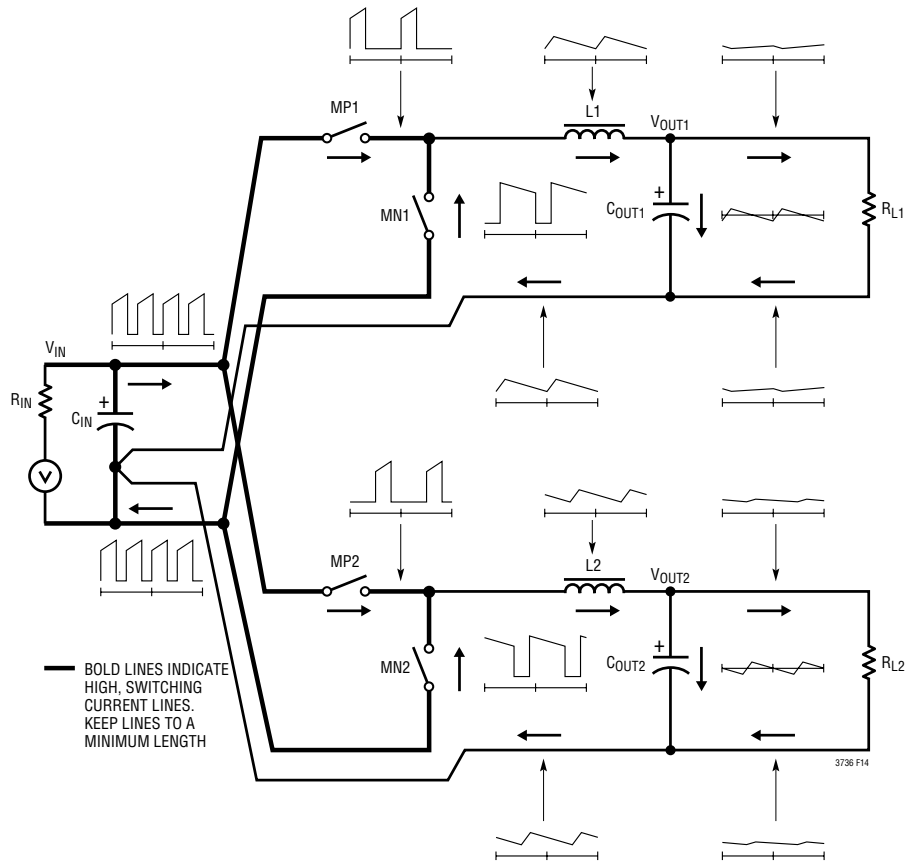 MP1
L1
VOUT1
MN1
COUT1
+
RL1
VIN
RIN
+
CIN
V
MP2
L2
VOUT2
MN2
COUT2
+
RL2
BOLD LINES INDICATE
HIGH, SWITCHING
CURRENT LINES.
KEEP LINES TO A
MINIMUM LENGTH
3736 F14